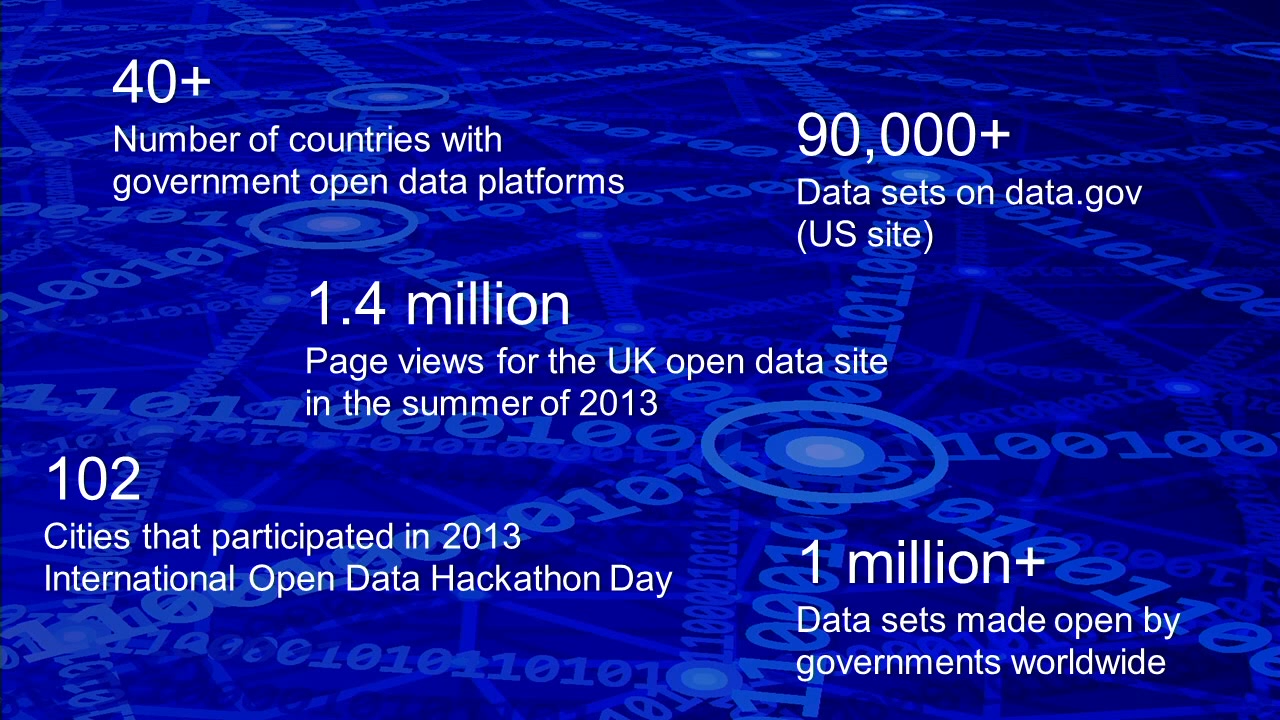 40+
Number of countries with
government open data platforms
90,000+
Data sets on data.gov
(US site)
1.4 million
Page views for the UK open data site
in the summer of 2013
102
Cities that participated in 2013
International Open Data Hackathon Day
1 million+
Data sets made open by
governments worldwide